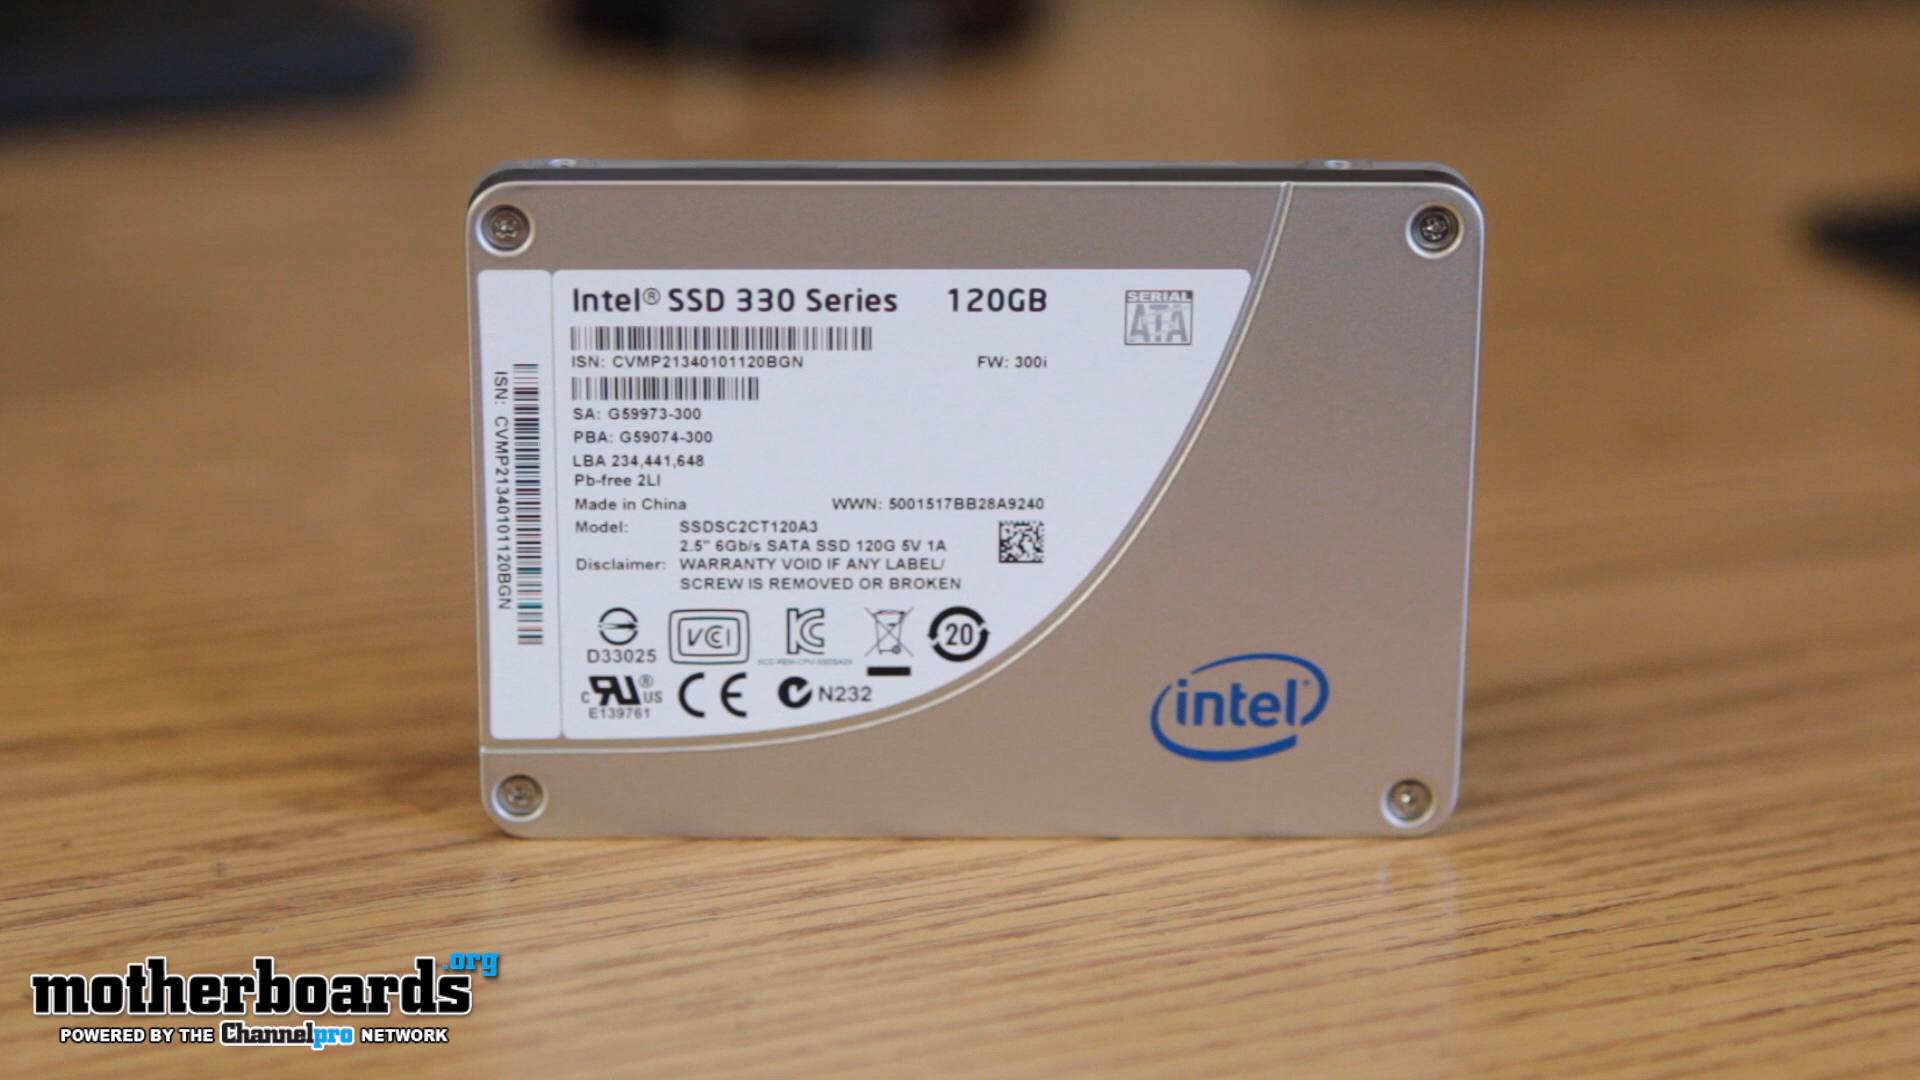 Intel® SSD 330 Series 120GB
SERIAL
ATA
ISN: CVMP21340101120BGN FW: 300i
SA: G59973-300
PBA: G59074-300
LBA 234,441,648
Pb-free 2LI
Made in China WWN: 5001517BB28A9240
Model: SSDSC2CT120A3
2.5" 6Gb/s SATA SSD 120G 5V 1A
Disclaimer: WARRANTY VOID IF ANY LABEL/
SCREW IS REMOVED OR BROKEN
ISN: CVMP21340101120BGN
D33025
VCI
20
c RU® US
E139761
CE
N232
intel®
motherboards.org
POWERED BY THE Channelpro NETWORK